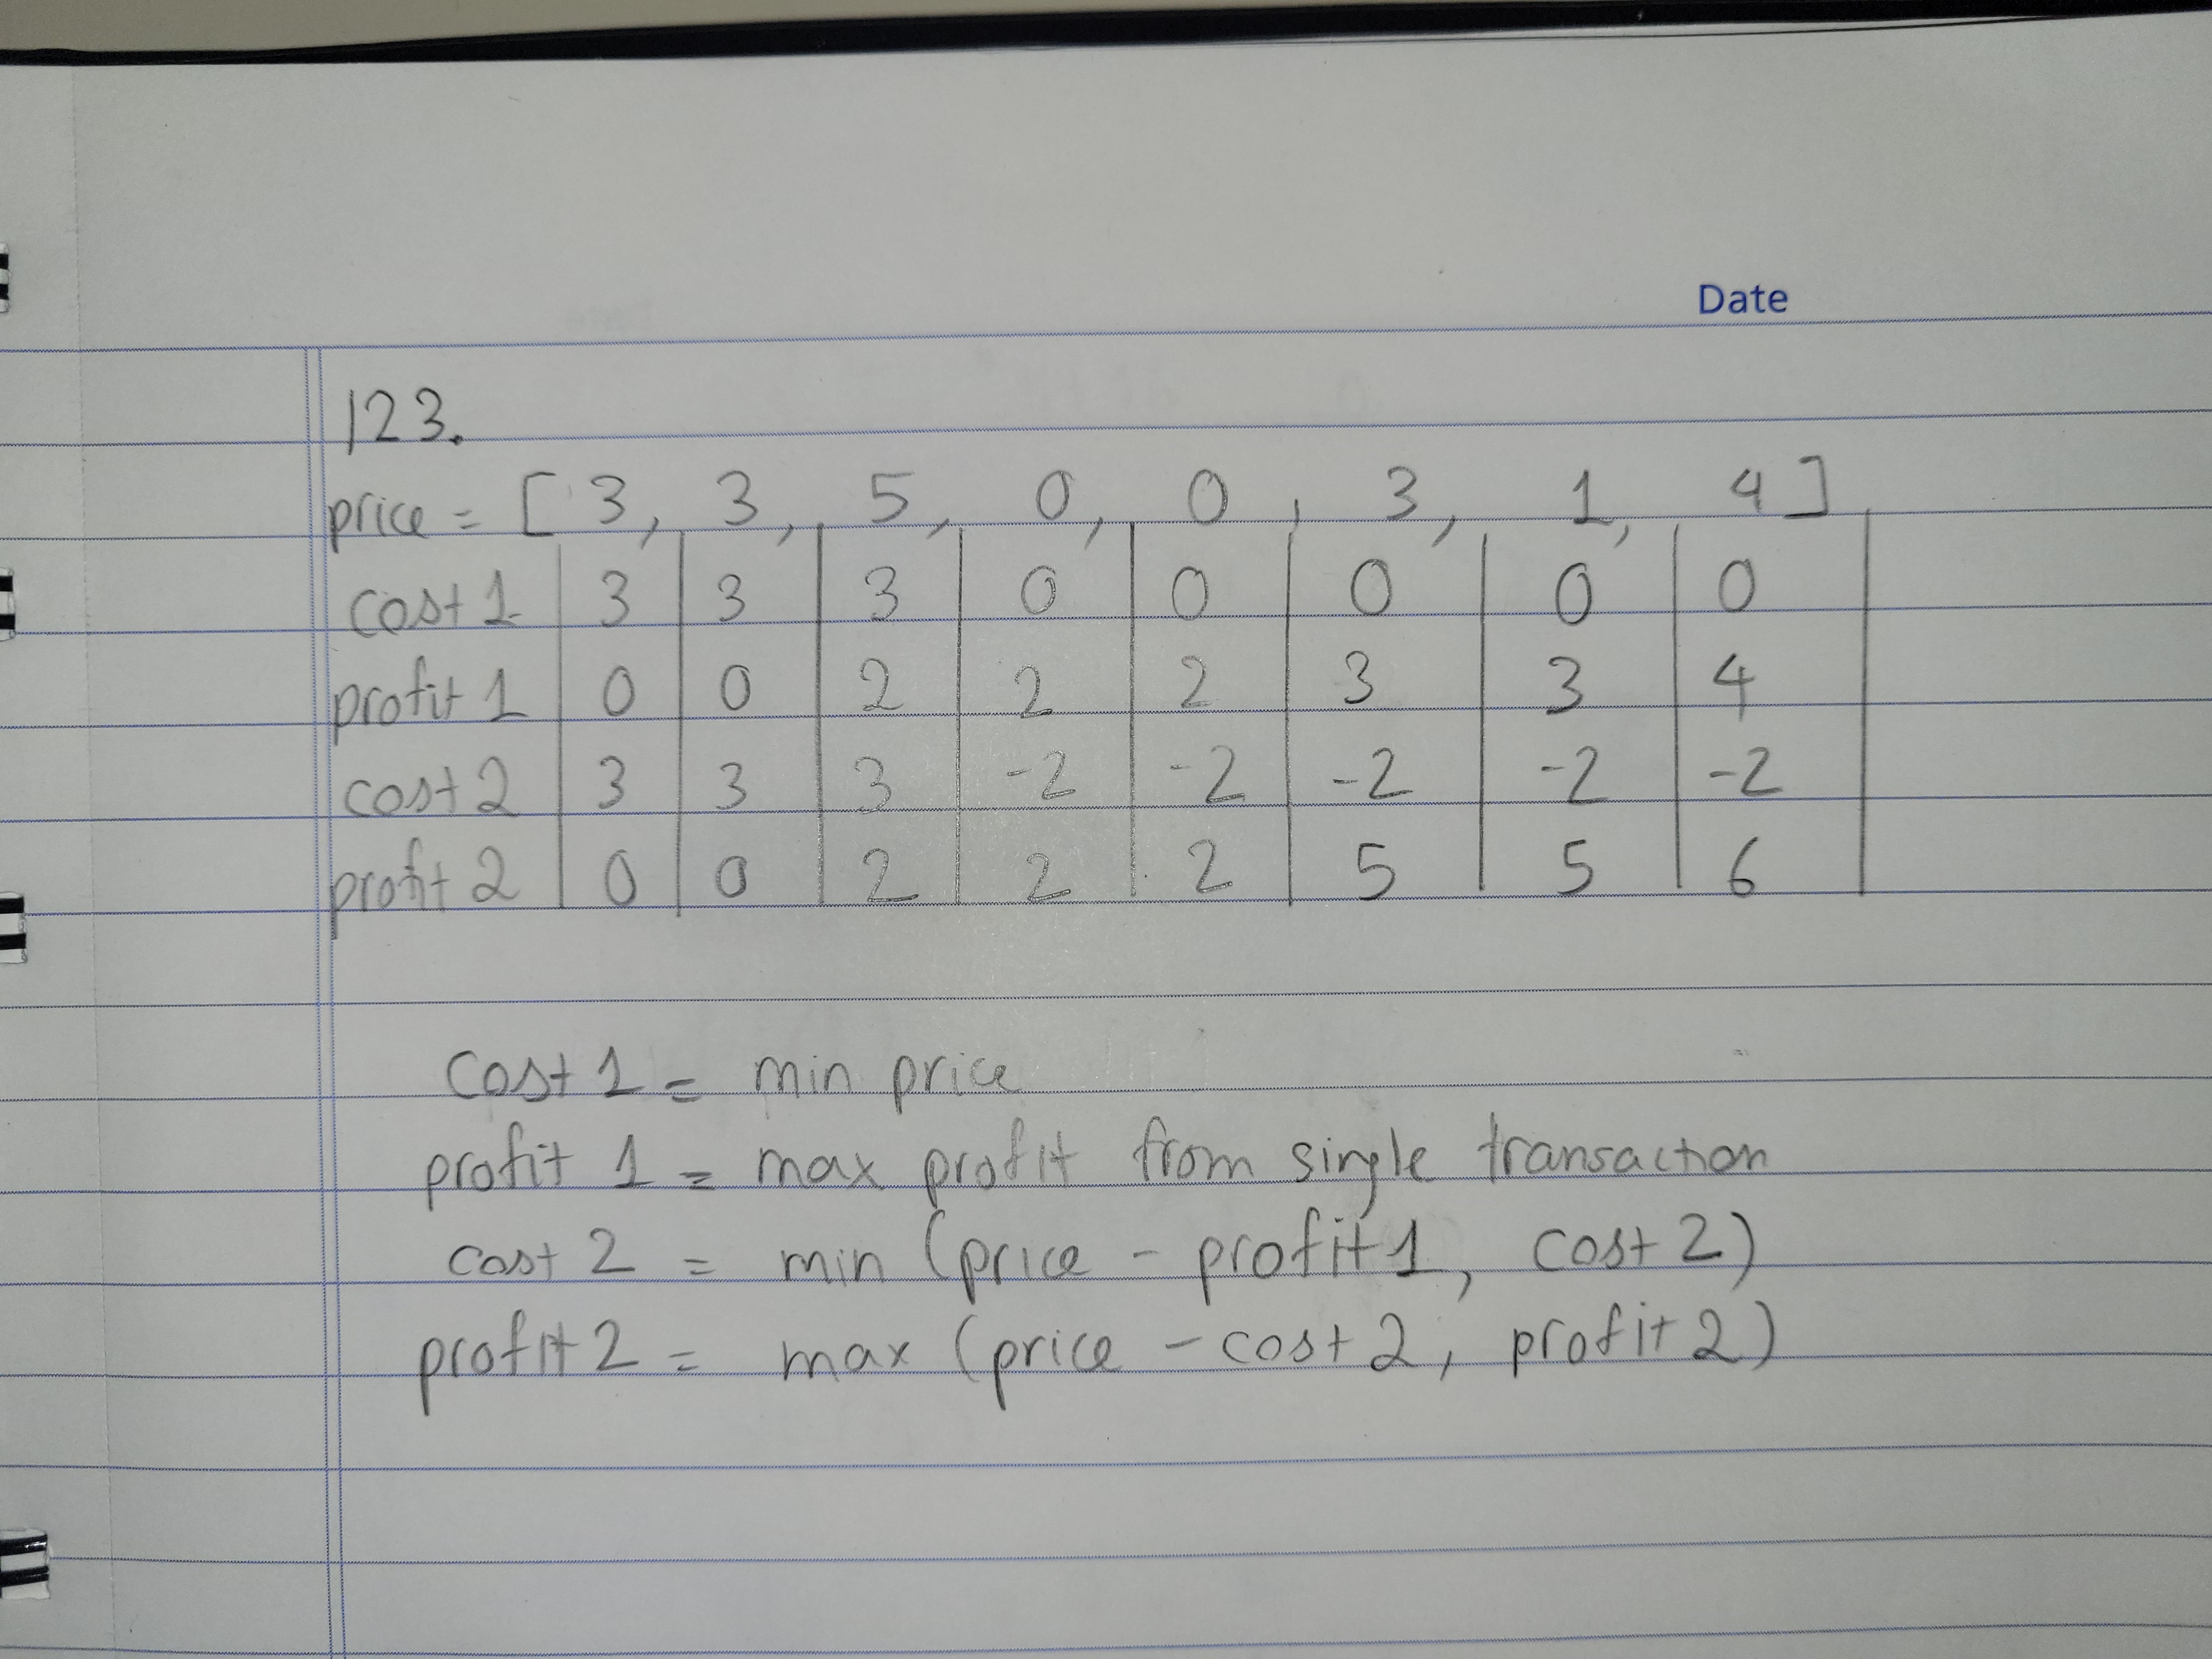 Date
123.
price = [3, 3, 5, 0, 0, 3, 1, 4]
cost 1 3 3 3 0 0 0 0 0
profit 1 0 0 2 2 2 3 3 4
cost 2 3 3 3 -2 -2 -2 -2 -2
profit 2 0 0 2 2 2 5 5 6
Cost 1 = min price
profit 1 = max profit from single transaction
cost 2 = min (price - profit 1, cost 2)
profit 2 = max (price - cost 2, profit 2)